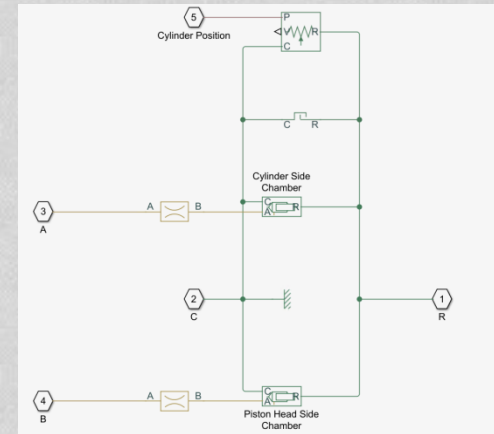 5
Cylinder Position
P
V
R
C
C R
Cylinder Side
Chamber
C
A
R
3
A
A B
2
C
1
R
4
B
A B
C
A
R
Piston Head Side
Chamber